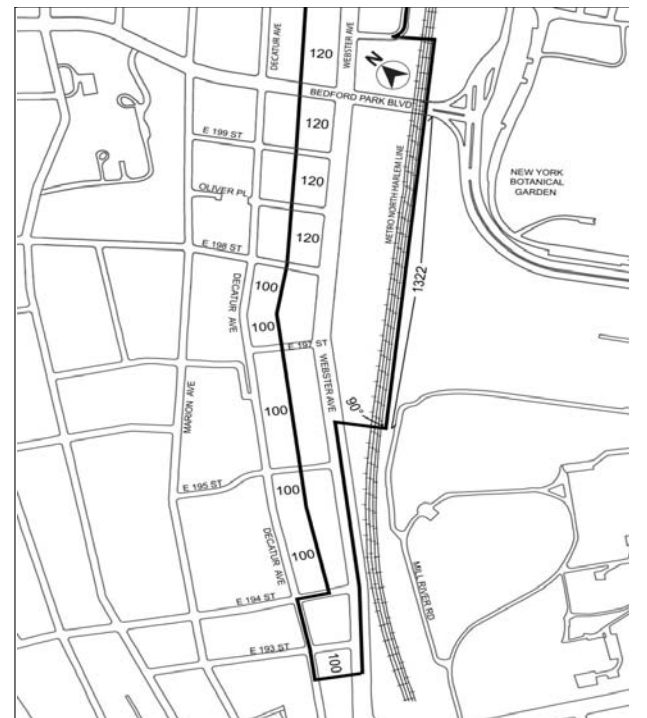 DECATUR AVE
120
WEBSTER AVE
N
BEDFORD PARK BLVD
120
E 199 ST
METRO NORTH HARLEM LINE
NEW YORK
BOTANICAL
GARDEN
120
OLIVER PL
120
E 198 ST
1322
DECATUR AVE
100
100
E 197 ST
WEBSTER AVE
MARION AVE
100
90°
E 195 ST
100
DECATUR AVE
100
MILL RIVER RD
E 194 ST
E 193 ST
100